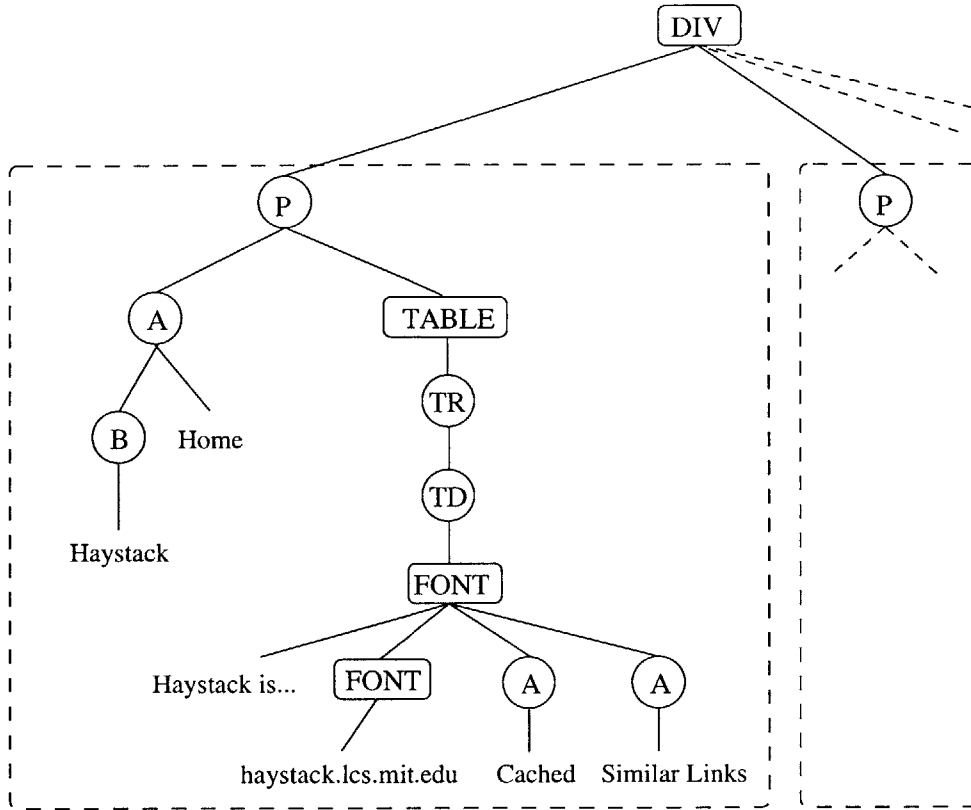 DIV
P
P
A
TABLE
TR
B
Home
TD
Haystack
FONT
Haystack is...
FONT
A
A
haystack.lcs.mit.edu
Cached
Similar Links